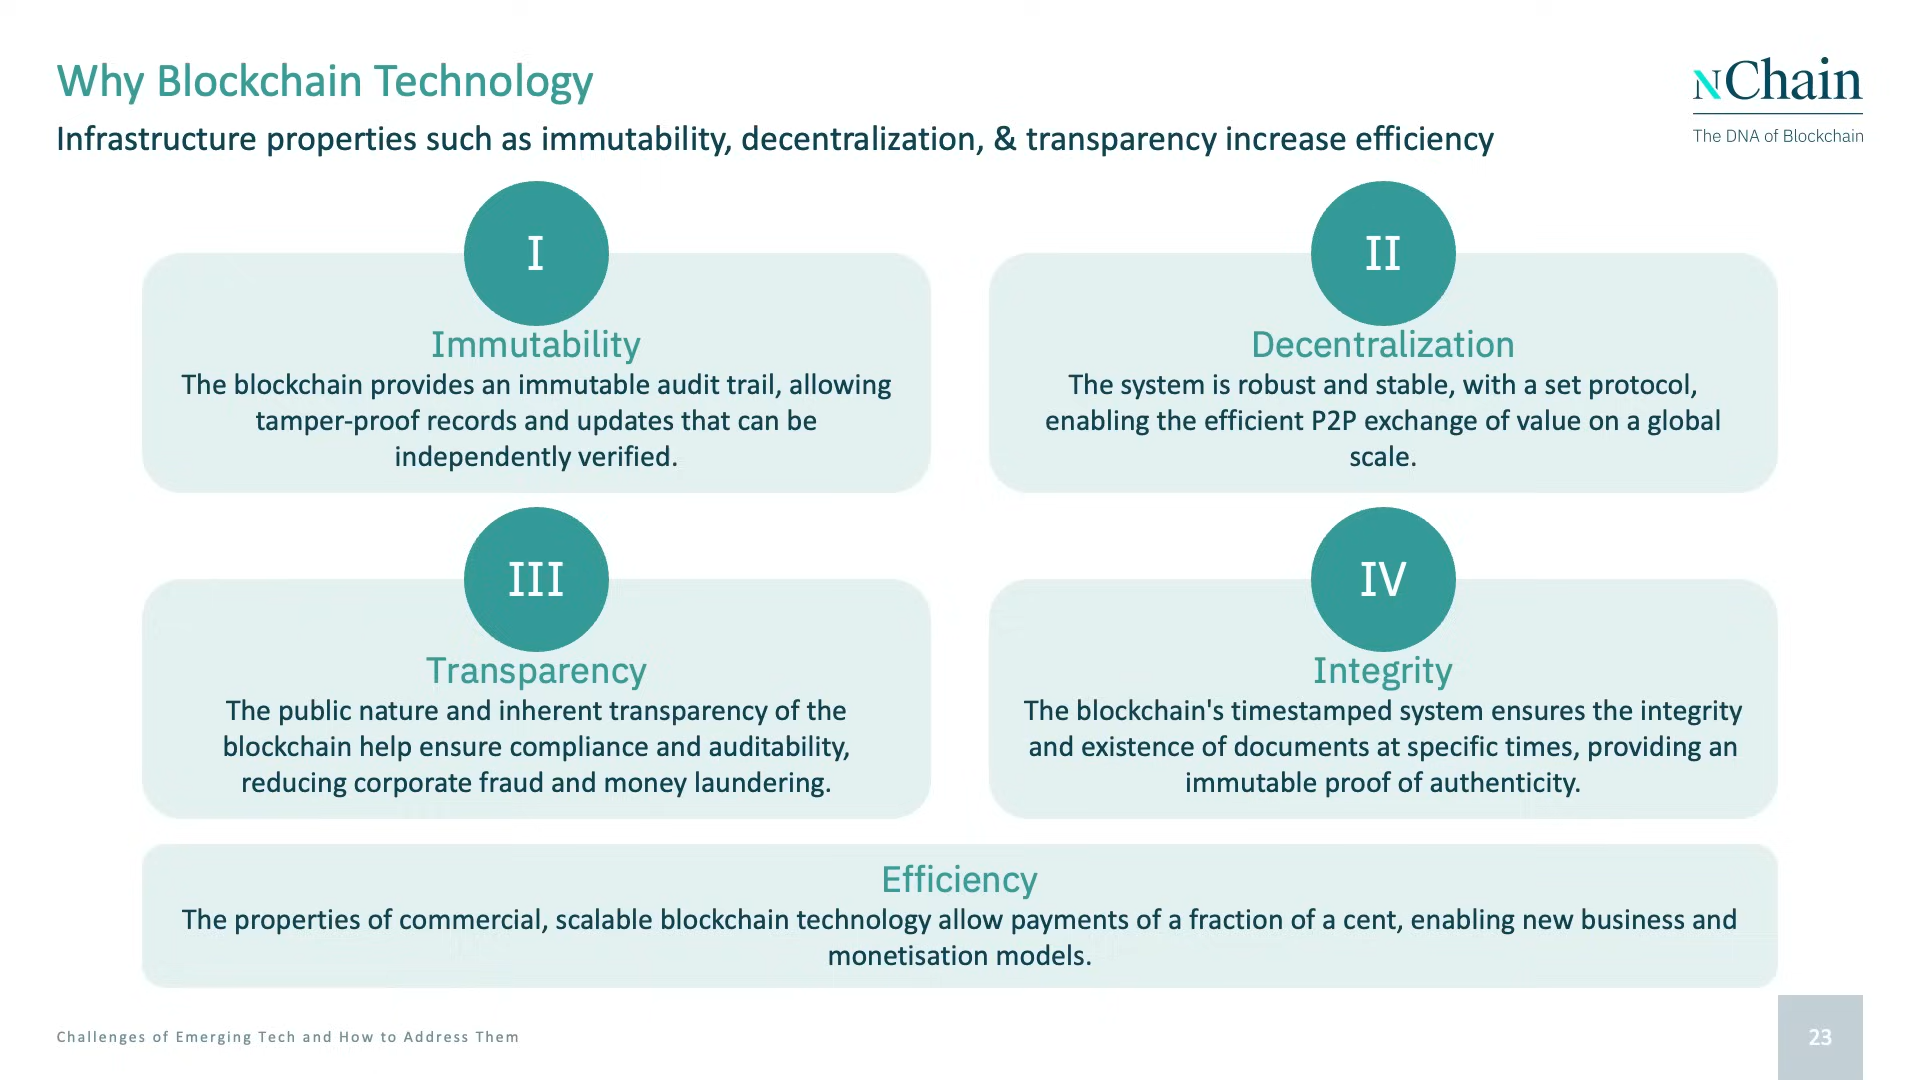 Why Blockchain Technology
Infrastructure properties such as immutability, decentralization, & transparency increase efficiency
nChain
The DNA of Blockchain
I
Immutability
The blockchain provides an immutable audit trail, allowing
tamper-proof records and updates that can be
independently verified.
II
Decentralization
The system is robust and stable, with a set protocol,
enabling the efficient P2P exchange of value on a global
scale.
III
Transparency
The public nature and inherent transparency of the
blockchain help ensure compliance and auditability,
reducing corporate fraud and money laundering.
IV
Integrity
The blockchain's timestamped system ensures the integrity
and existence of documents at specific times, providing an
immutable proof of authenticity.
Efficiency
The properties of commercial, scalable blockchain technology allow payments of a fraction of a cent, enabling new business and
monetisation models.
Challenges of Emerging Tech and How to Address Them
23